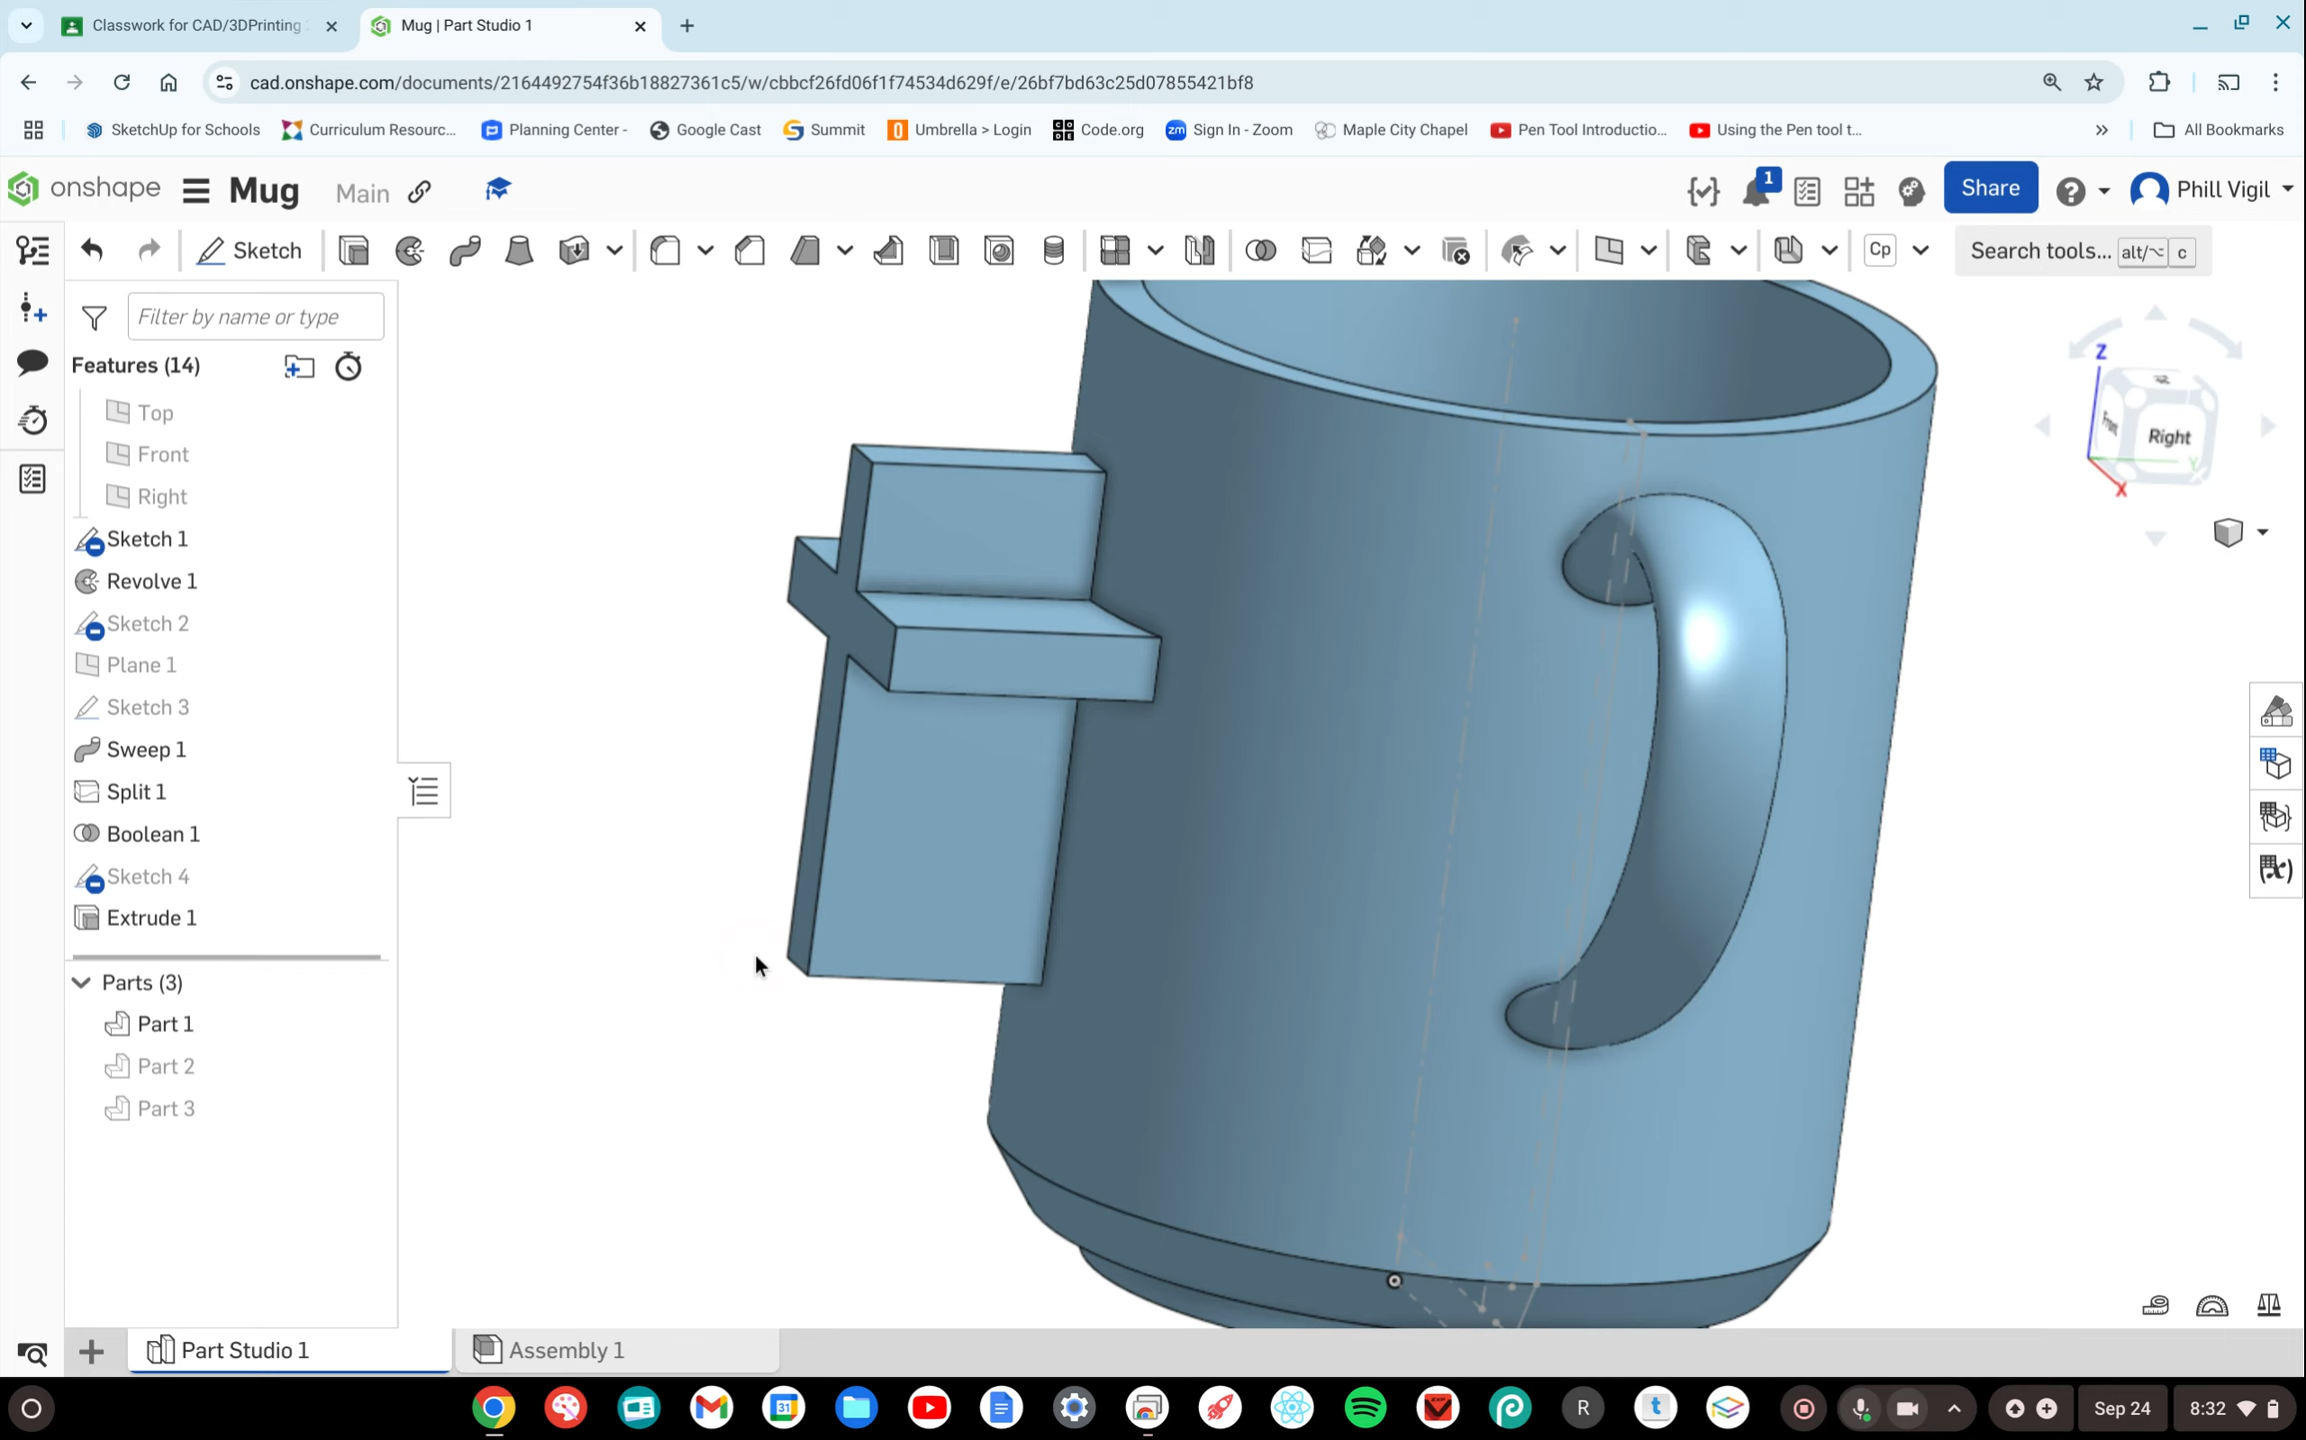 Classwork for CAD/3DPrinting
Mug | Part Studio 1
cad.onshape.com/documents/2164492754f36b18827361c5/w/cbbcf26fd06f1f74534d629f/e/26bf7bd63c25d07855421bf8
SketchUp for Schools
Curriculum Resourc...
Planning Center -
Google Cast
Summit
Umbrella > Login
Code.org
Sign In - Zoom
Maple City Chapel
Pen Tool Introductio...
Using the Pen tool t...
All Bookmarks
onshape
Mug
Main
1
Share
Phill Vigil
Sketch
Cp
Search tools... alt/⌥ c
Filter by name or type
Features (14)
Top
Front
Right
Sketch 1
Revolve 1
Sketch 2
Plane 1
Sketch 3
Sweep 1
Split 1
Boolean 1
Sketch 4
Extrude 1
Parts (3)
Part 1
Part 2
Part 3
Z
Front
Right
Y
X
Part Studio 1
Assembly 1
31
R
t
Sep 24
8:32